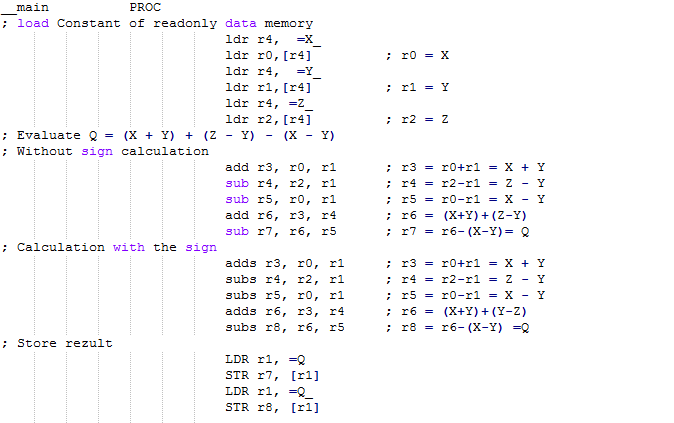 __main PROC
; load Constant of readonly data memory
ldr r4, =X_
ldr r0,[r4] ; r0 = X
ldr r4, =Y_
ldr r1,[r4] ; r1 = Y
ldr r4, =Z_
ldr r2,[r4] ; r2 = Z
; Evaluate Q = (X + Y) + (Z - Y) - (X - Y)
; Without sign calculation
add r3, r0, r1 ; r3 = r0+r1 = X + Y
sub r4, r2, r1 ; r4 = r2-r1 = Z - Y
sub r5, r0, r1 ; r5 = r0-r1 = X - Y
add r6, r3, r4 ; r6 = (X+Y)+(Z-Y)
sub r7, r6, r5 ; r7 = r6-(X-Y)= Q
; Calculation with the sign
adds r3, r0, r1 ; r3 = r0+r1 = X + Y
subs r4, r2, r1 ; r4 = r2-r1 = Z - Y
subs r5, r0, r1 ; r5 = r0-r1 = X - Y
adds r6, r3, r4 ; r6 = (X+Y)+(Y-Z)
subs r8, r6, r5 ; r8 = r6-(X-Y) =Q
; Store rezult
LDR r1, =Q
STR r7, [r1]
LDR r1, =Q_
STR r8, [r1]